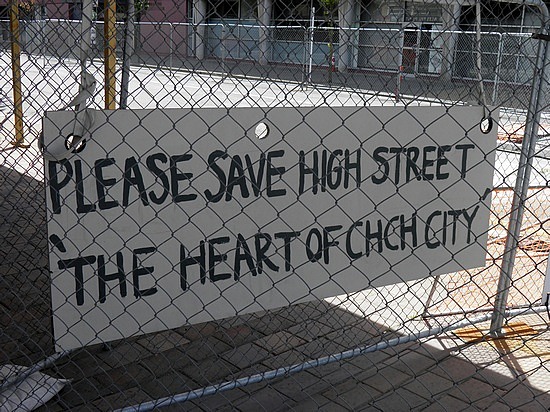 PLEASE SAVE HIGH STREET
'THE HEART OF CHCH CITY'